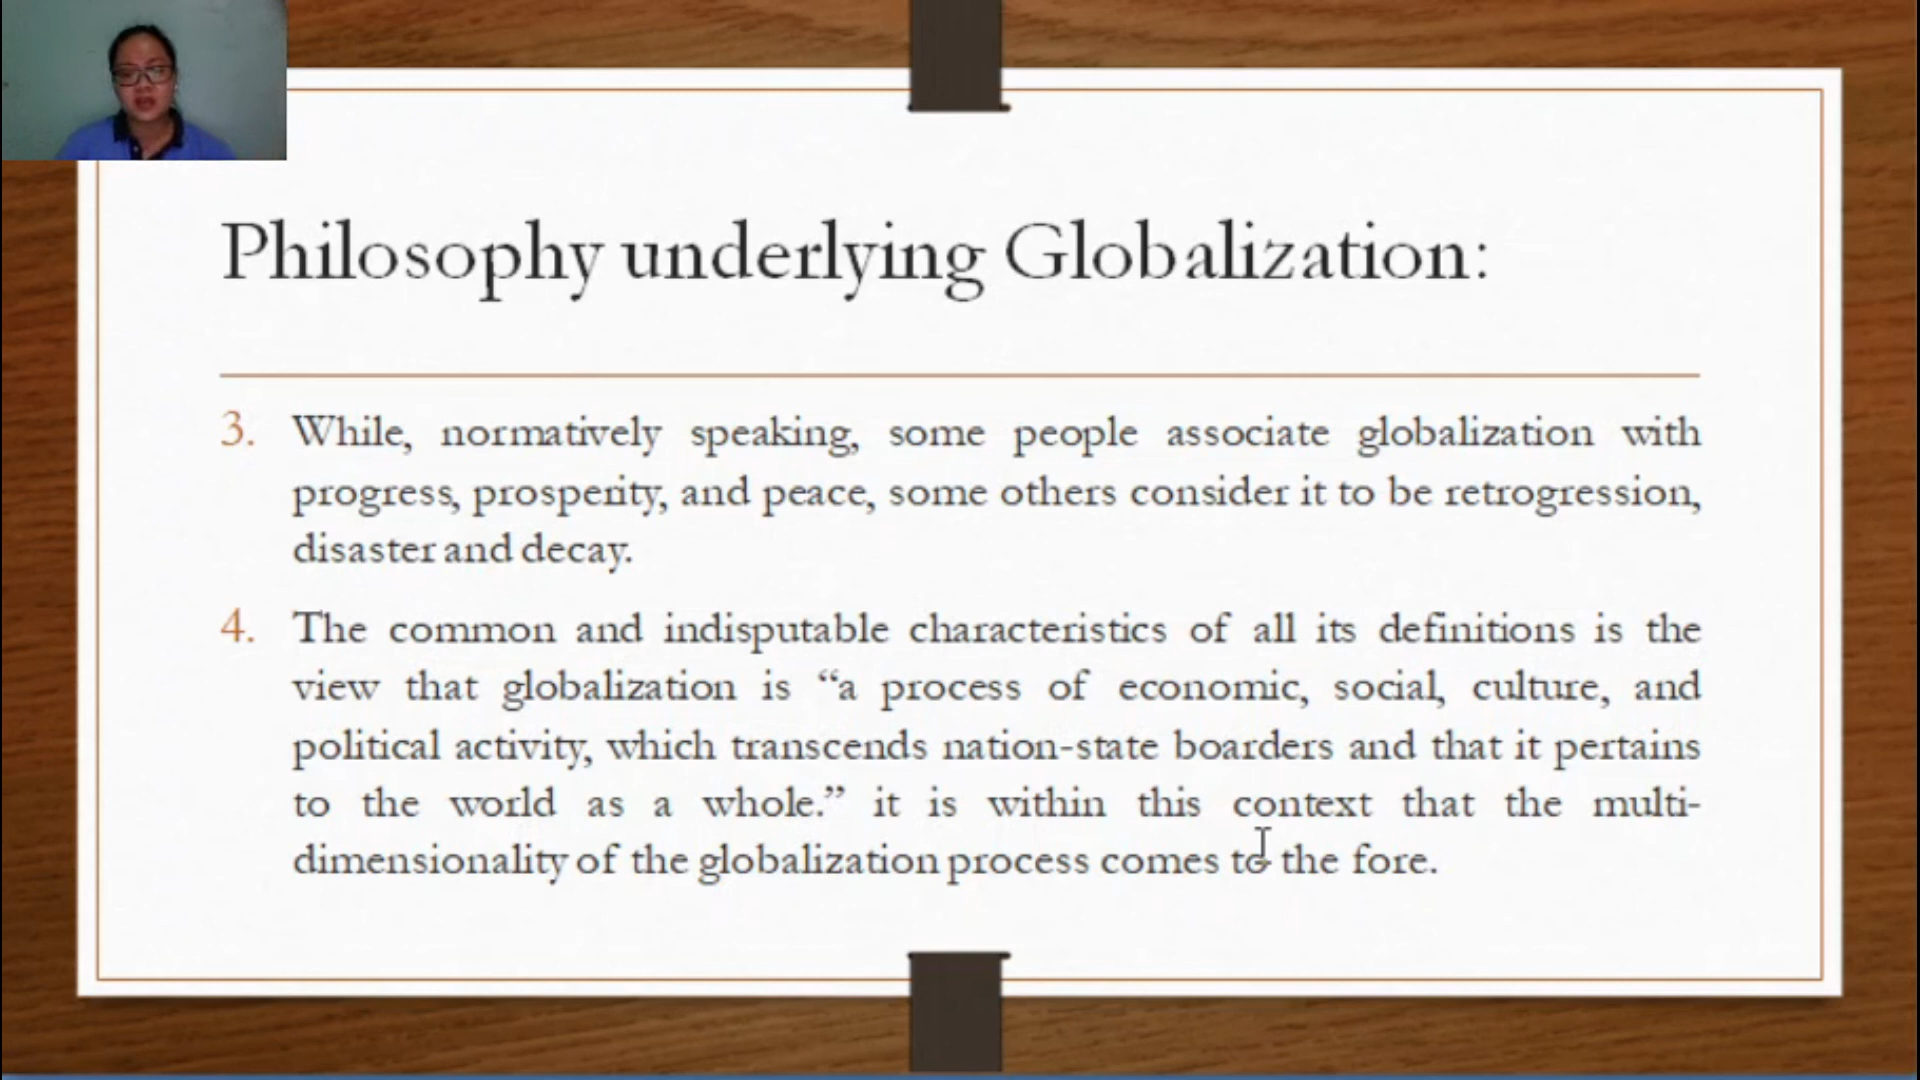 Philosophy underlying Globalization:
3. While, normatively speaking, some people associate globalization with
progress, prosperity, and peace, some others consider it to be retrogression,
disaster and decay.
4. The common and indisputable characteristics of all its definitions is the
view that globalization is “a process of economic, social, culture, and
political activity, which transcends nation-state boarders and that it pertains
to the world as a whole.” it is within this context that the multi-
dimensionality of the globalization process comes to the fore.